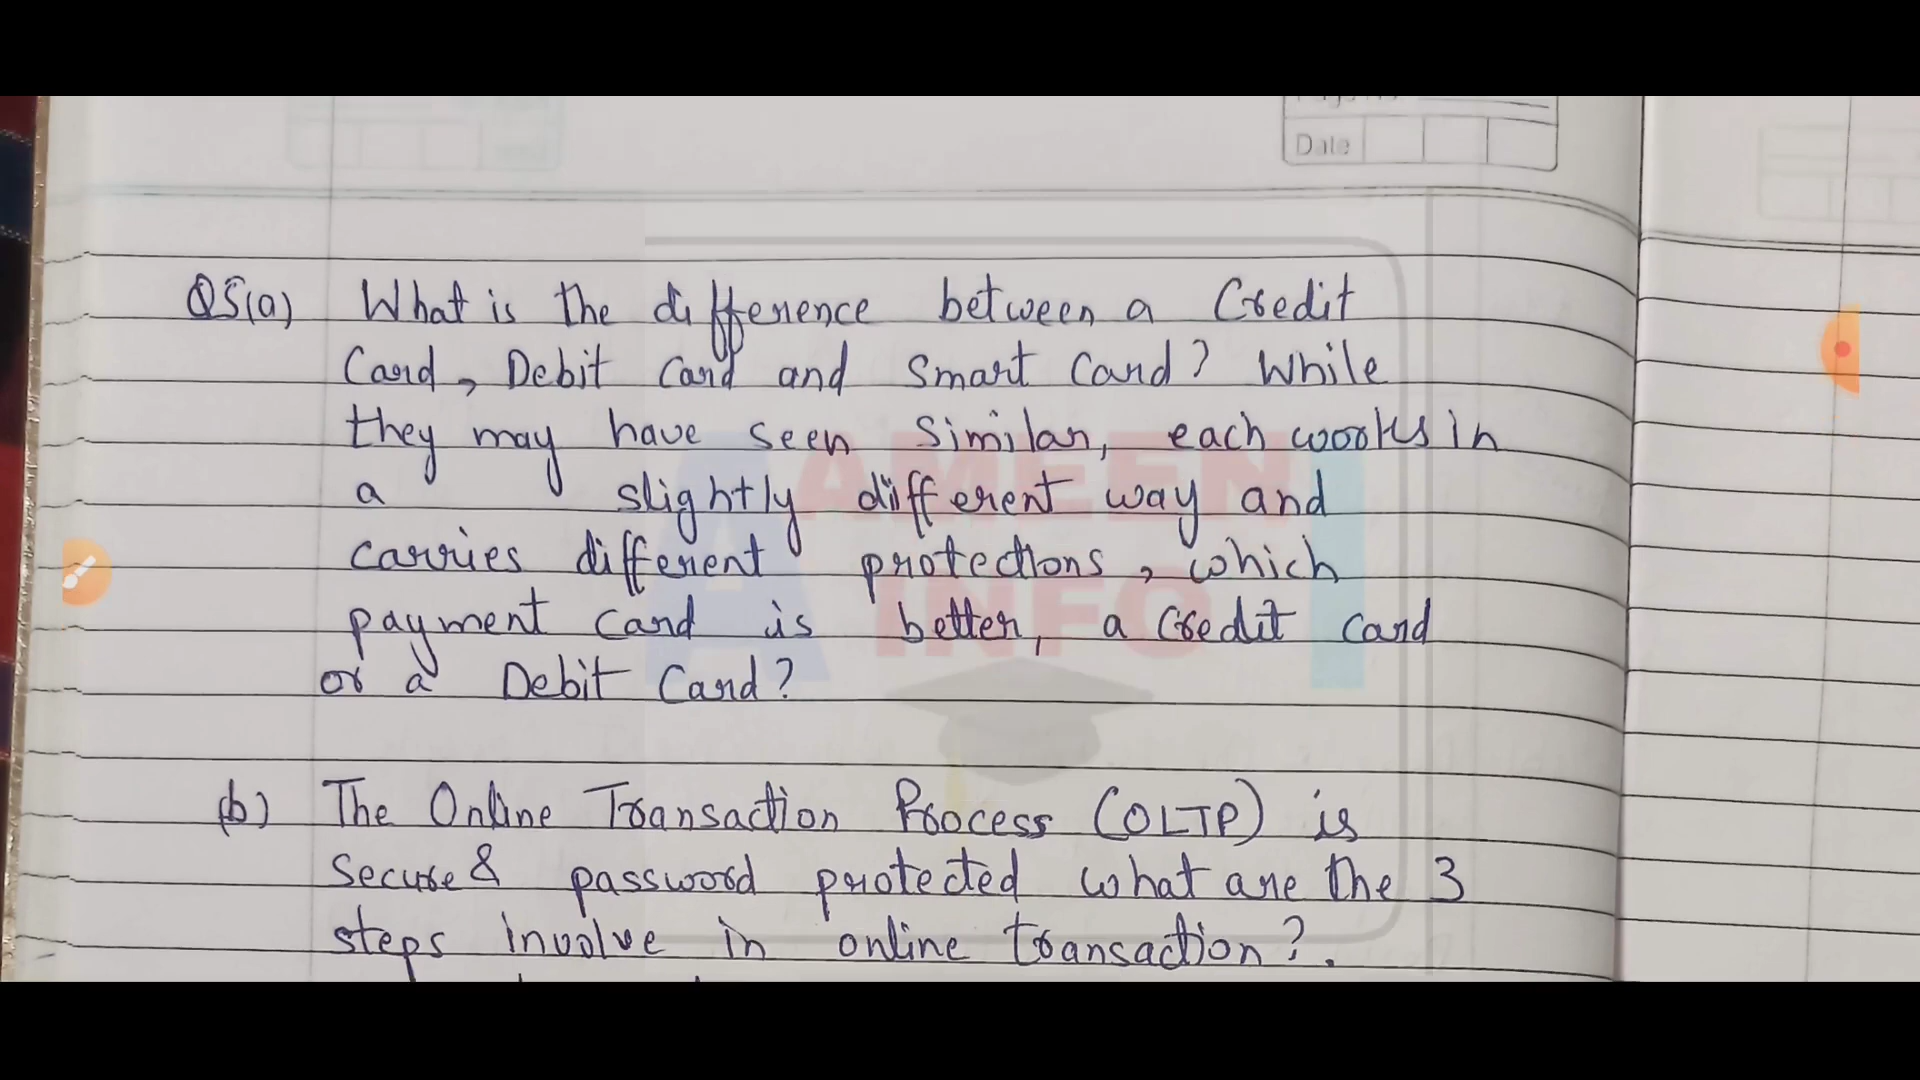 Date
Q5(a) What is the difference between a Credit
Card, Debit Card and Smart Card? While
they may have seen similar, each works in
a slightly different way and
carries different protections, which
payment card is better, a Credit card
or a Debit Card?
AMEEN
INFO
(b) The Online Transaction Process (OLTP) is
secure & password protected what are the 3
steps involve in online transaction?.